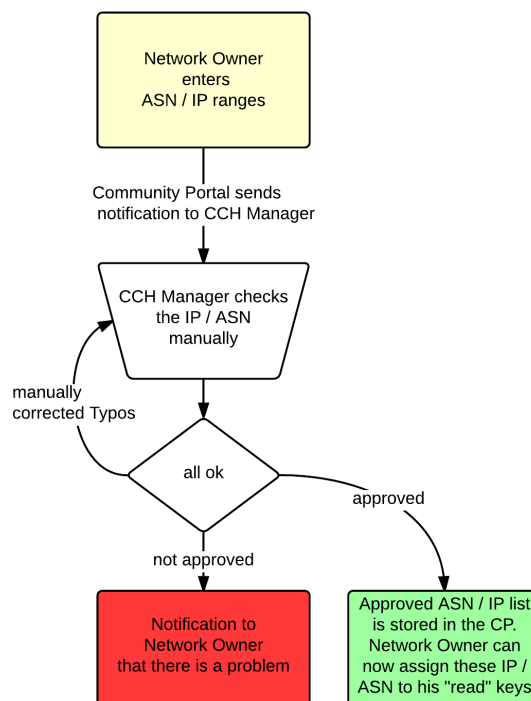 Network Owner
enters
ASN / IP ranges
Community Portal sends
notification to CCH Manager
CCH Manager checks
the IP / ASN
manually
manually
corrected Typos
all ok
approved
not approved
Notification to
Network Owner
that there is a problem
Approved ASN / IP list
is stored in the CP.
Network Owner can
now assign these IP /
ASN to his "read" keys